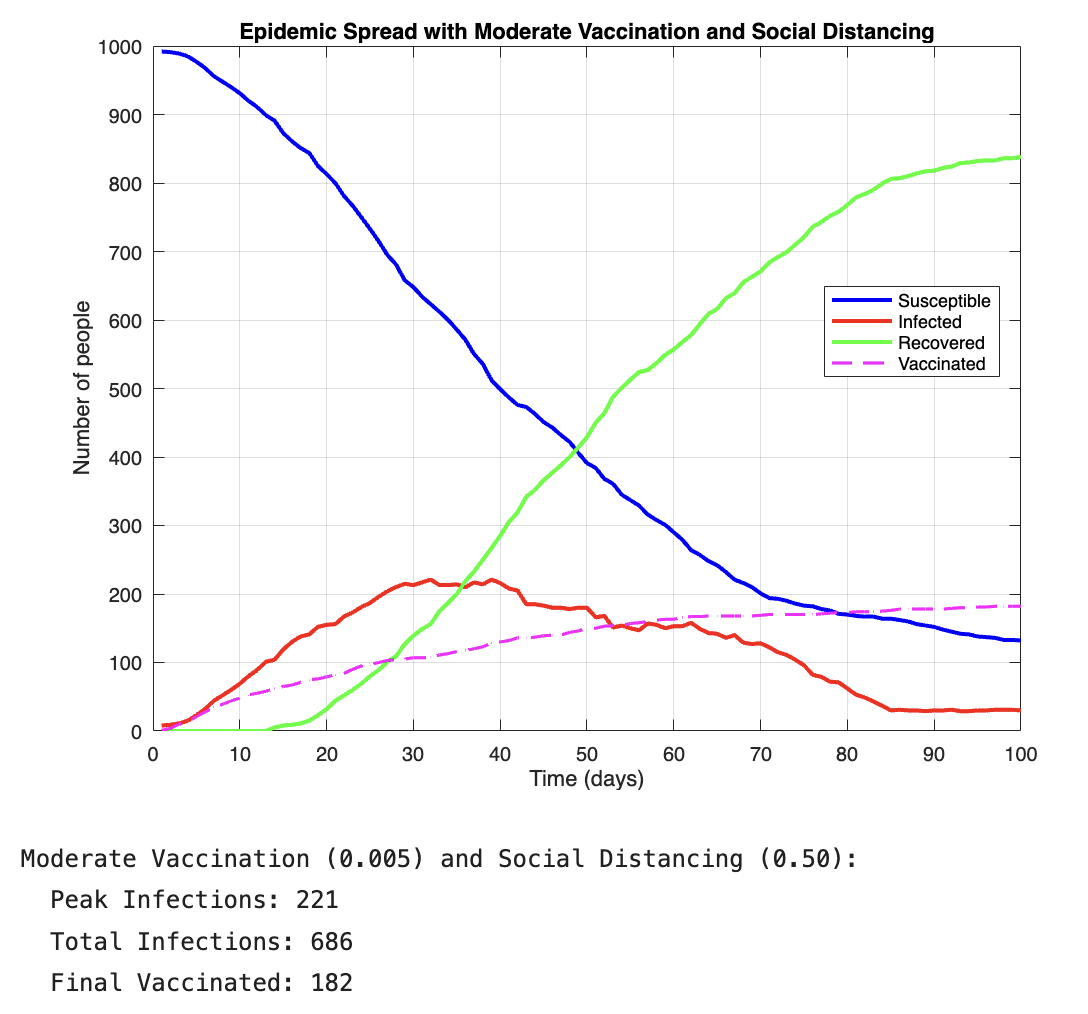 Epidemic Spread with Moderate Vaccination and Social Distancing
1000
900
800
700
600
500
400
300
200
100
0
Number of people
Susceptible
Infected
Recovered
Vaccinated
0 10 20 30 40 50 60 70 80 90 100
Time (days)
Moderate Vaccination (0.005) and Social Distancing (0.50):
Peak Infections: 221
Total Infections: 686
Final Vaccinated: 182